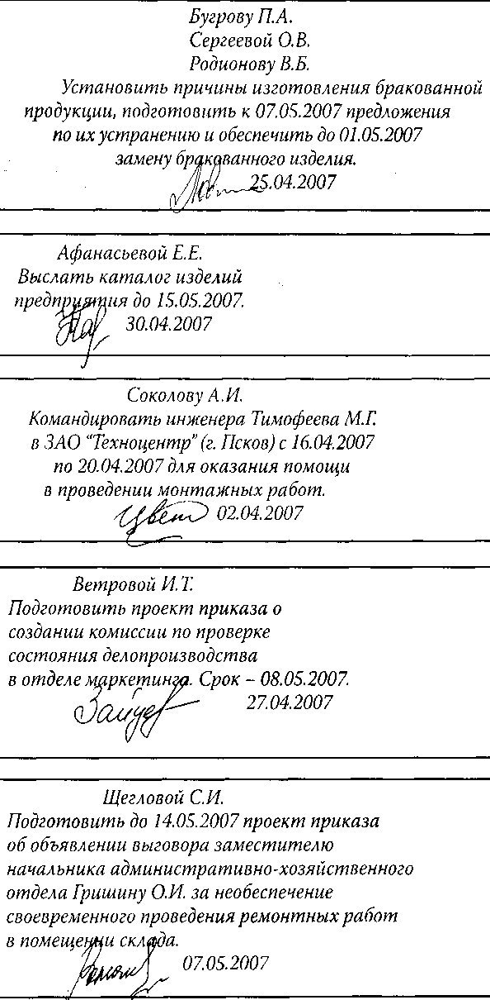 Бугрову П.А.
Сергеевой О.В.
Родионову В.Б.
Установить причины изготовления бракованной
продукции, подготовить к 07.05.2007 предложения
по их устранению и обеспечить до 01.05.2007
замену бракованного изделия.
25.04.2007
Афанасьевой Е.Е.
Выслать каталог изделий
предприятия до 15.05.2007.
30.04.2007
Соколову А.И.
Командировать инженера Тимофеева М.Г.
в ЗАО "Техноцентр" (г. Псков) с 16.04.2007
по 20.04.2007 для оказания помощи
в проведении монтажных работ.
Цвет 02.04.2007
Ветровой И.Т.
Подготовить проект приказа о
создании комиссии по проверке
состояния делопроизводства
в отделе маркетинга. Срок – 08.05.2007.
27.04.2007
Щегловой С.И.
Подготовить до 14.05.2007 проект приказа
об объявлении выговора заместителю
начальника административно-хозяйственного
отдела Гришину О.И. за необеспечение
своевременного проведения ремонтных работ
в помещении склада.
07.05.2007